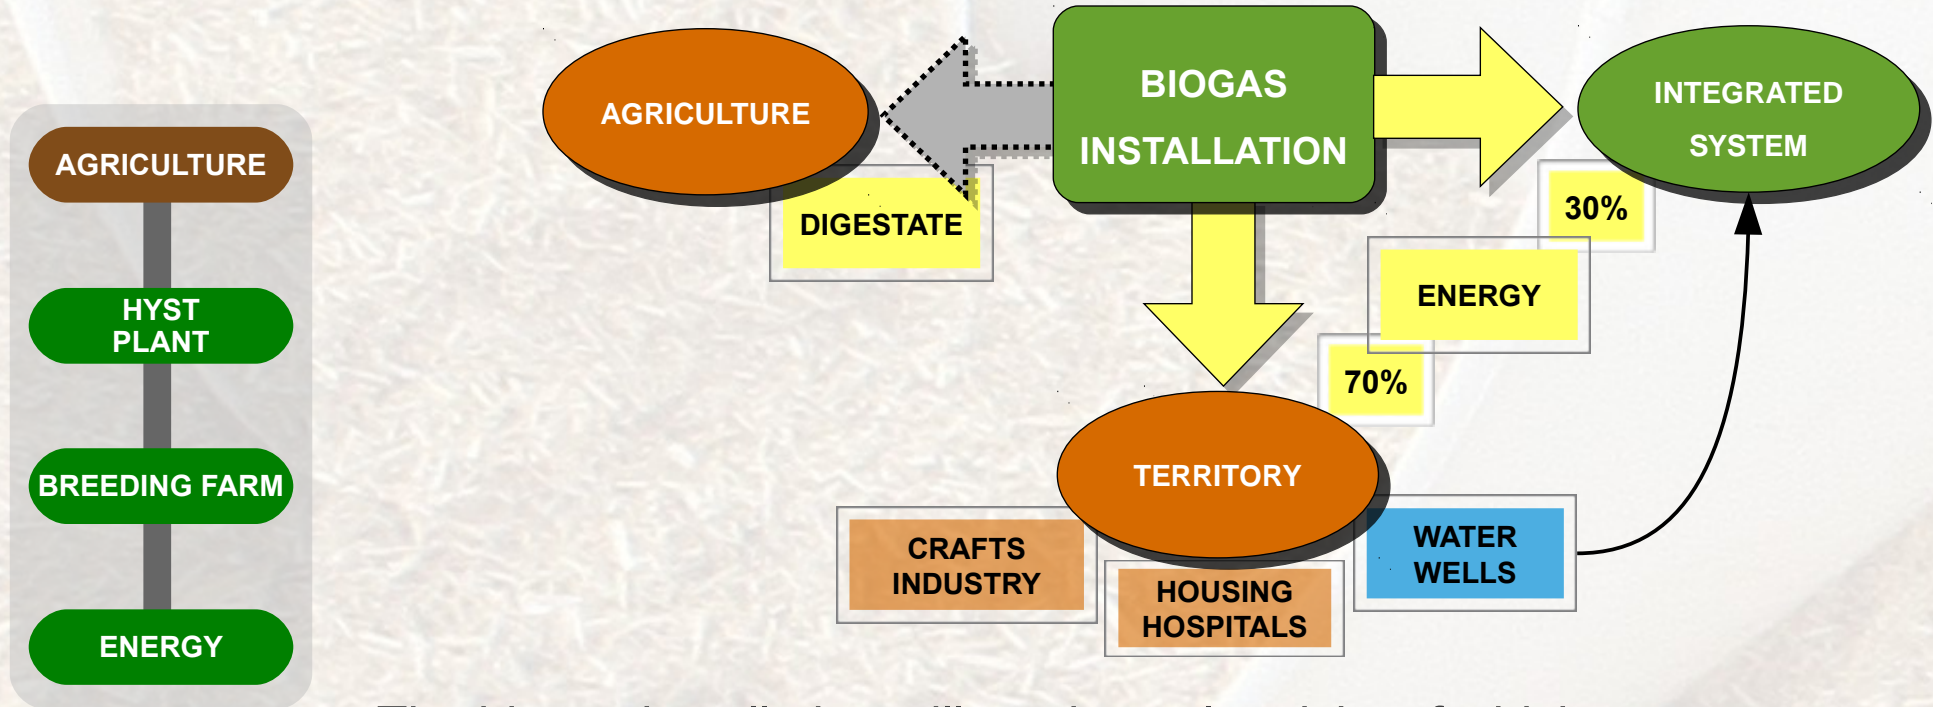 AGRICULTURE
HYST
PLANT
BREEDING FARM
ENERGY
AGRICULTURE
DIGESTATE
BIOGAS
INSTALLATION
INTEGRATED
SYSTEM
30%
ENERGY
70%
TERRITORY
CRAFTS
INDUSTRY
HOUSING
HOSPITALS
WATER
WELLS